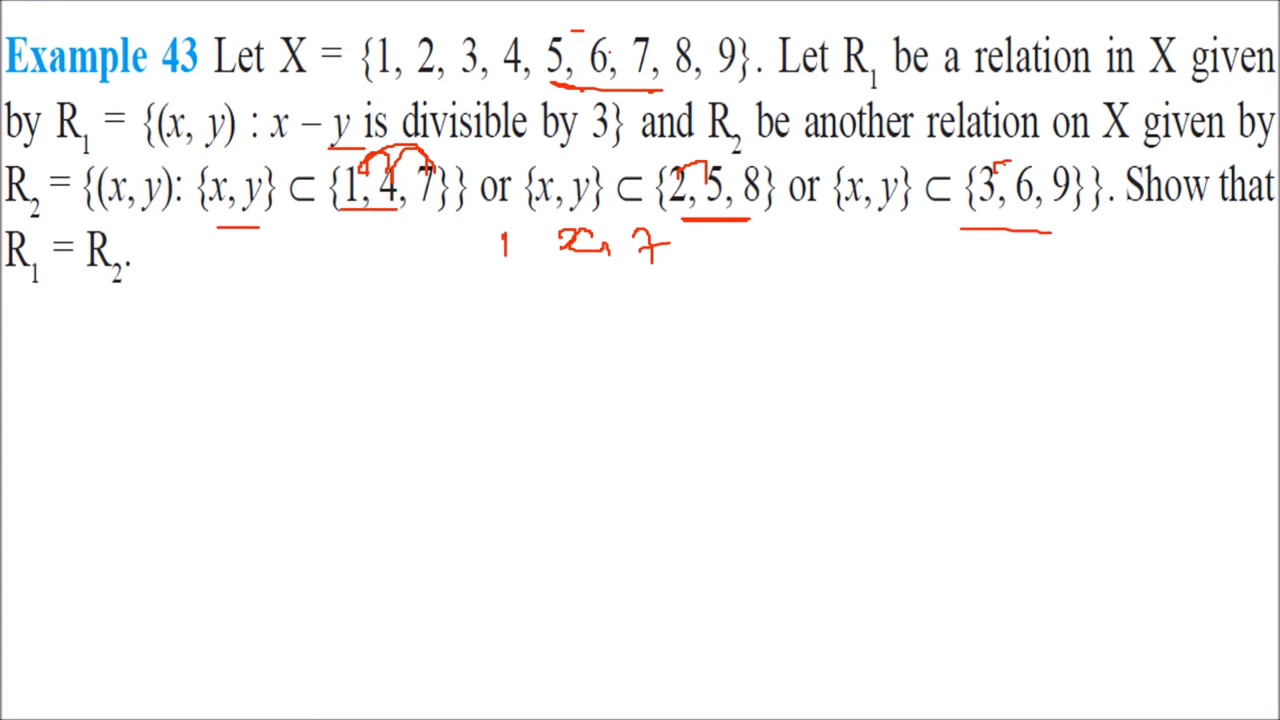 Example 43 Let X = {1, 2, 3, 4, 5, 6, 7, 8, 9}. Let R₁ be a relation in X given
by R₁ = {(x, y) : x – y is divisible by 3} and R₂ be another relation on X given by
R₂ = {(x, y): {x, y} ⊂ {1, 4, 7}} or {x, y} ⊂ {2, 5, 8} or {x, y} ⊂ {3, 6, 9}}. Show that
R₁ = R₂.
1 x, 7